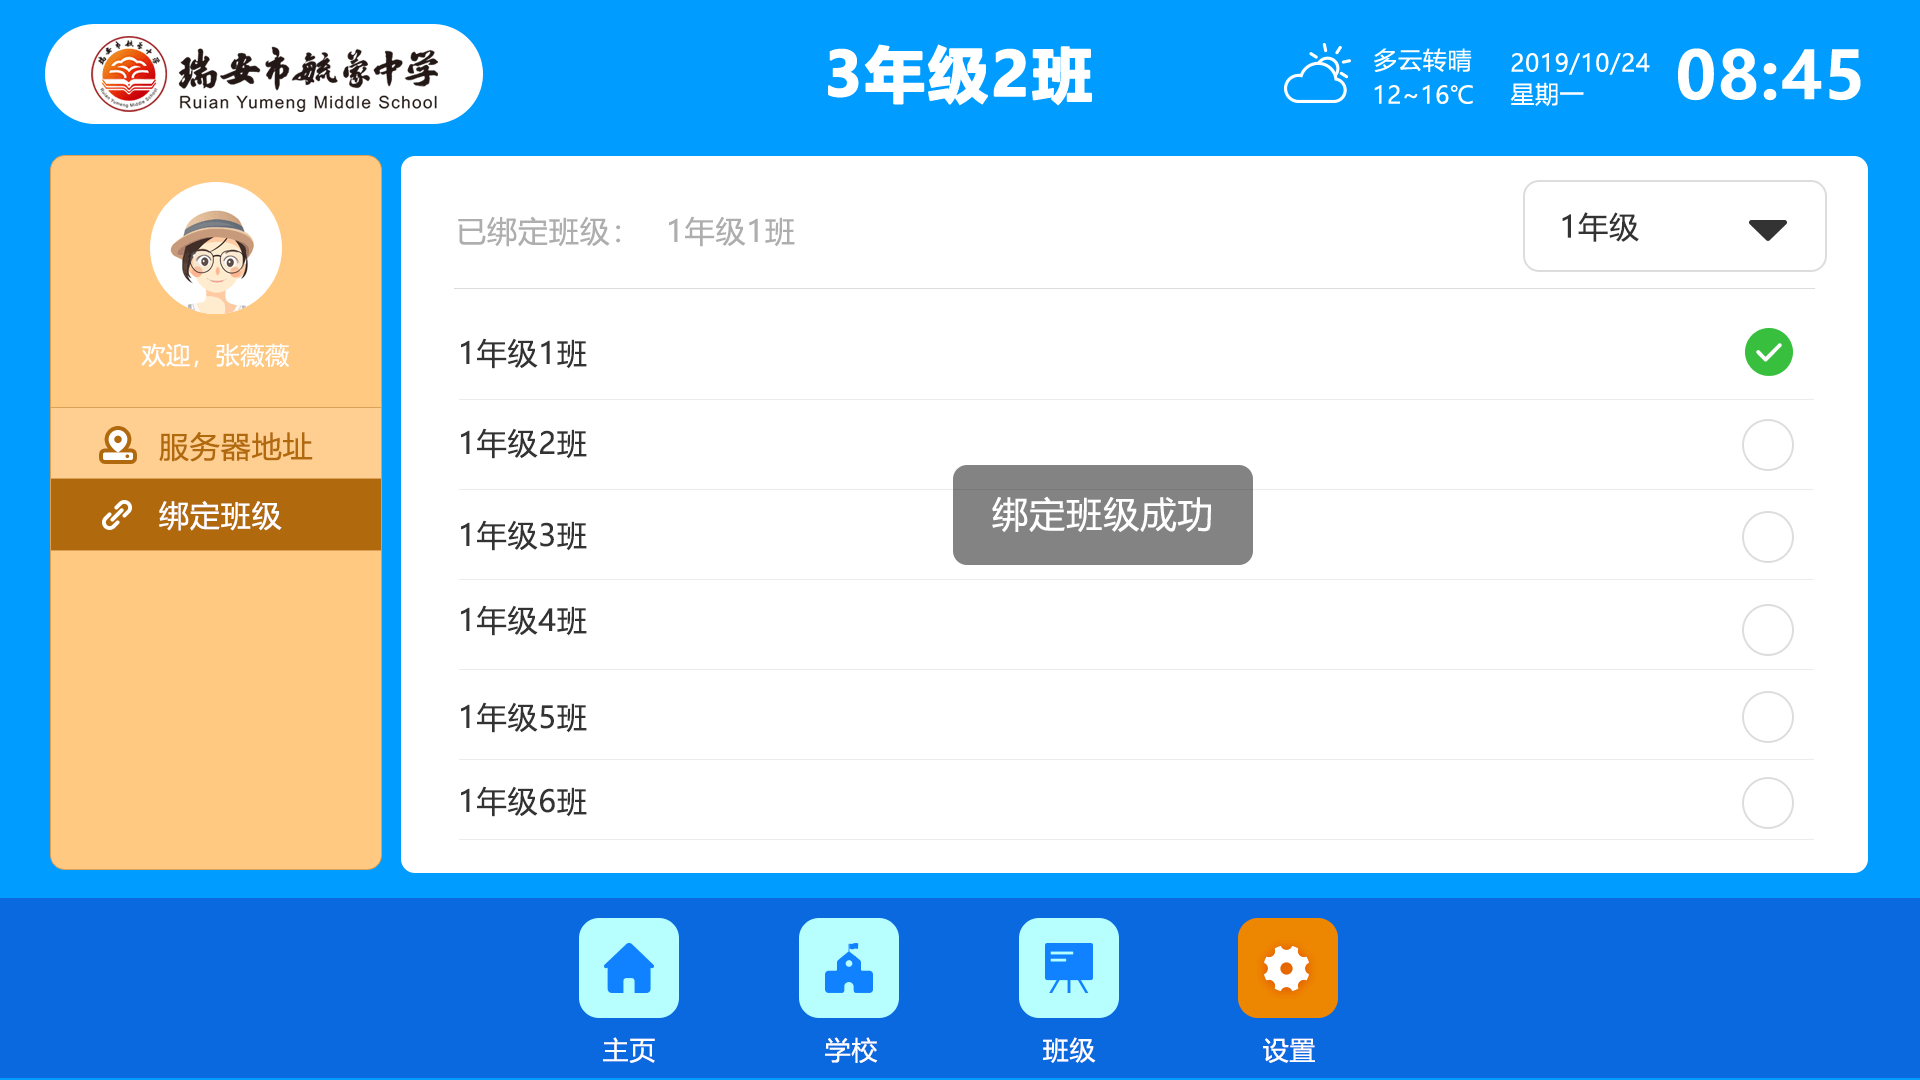 瑞安市毓蒙中学
Ruian Yumeng Middle School
3年级2班
多云转晴
12~16℃
2019/10/24
星期一
08:45
欢迎，张薇薇
服务器地址
绑定班级
已绑定班级： 1年级1班
1年级
1年级1班
1年级2班
1年级3班
绑定班级成功
1年级4班
1年级5班
1年级6班
主页
学校
班级
设置